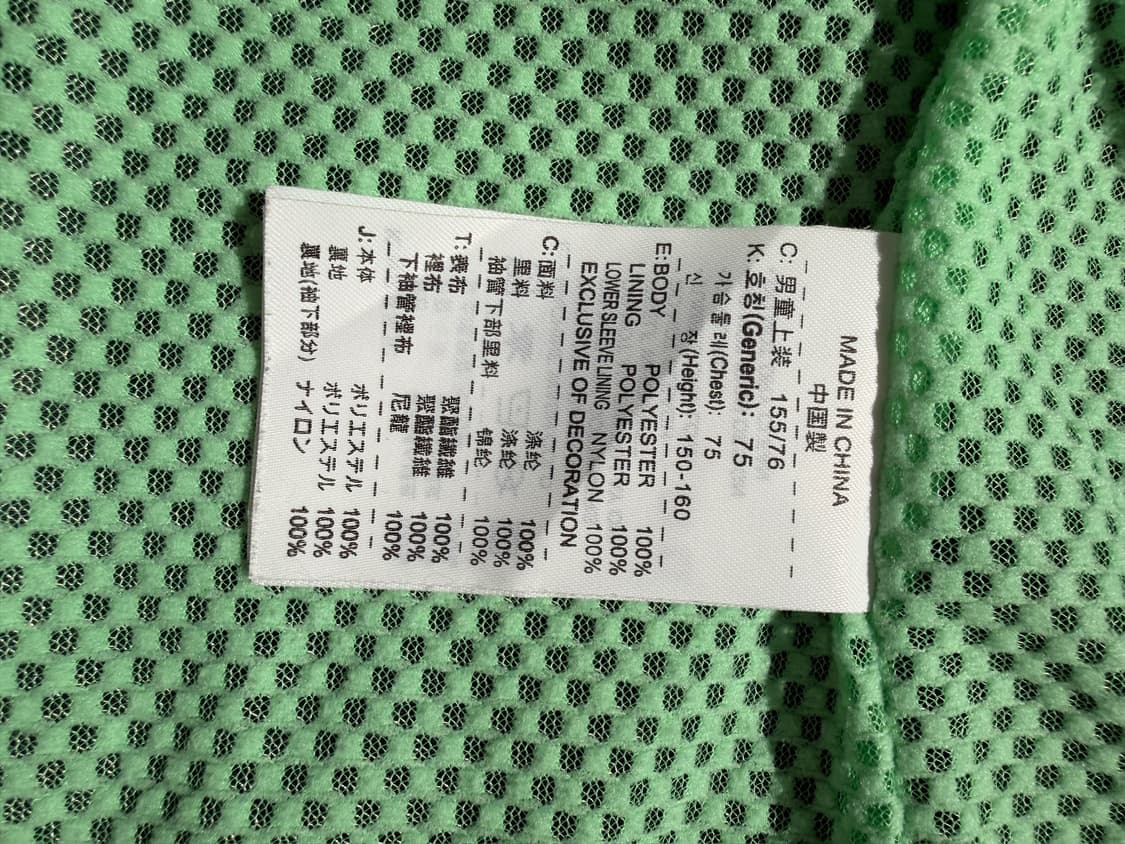 MADE IN CHINA
中国製
C: 男童上装 155/76
K: 호칭(Generic): 75
가슴둘레(Chest): 75
신 장(Height): 150-160
E: BODY POLYESTER 100%
LINING POLYESTER 100%
LOWER SLEEVE LINING NYLON 100%
EXCLUSIVE OF DECORATION
C: 面料 涤纶 100%
里料 涤纶 100%
袖管下部里料 锦纶 100%
T: 表布 聚酯纖維 100%
裡布 聚酯纖維 100%
下袖管裡布 尼龍 100%
J: 本体 ポリエステル 100%
裏地 ポリエステル 100%
裏地(袖下部分) ナイロン 100%